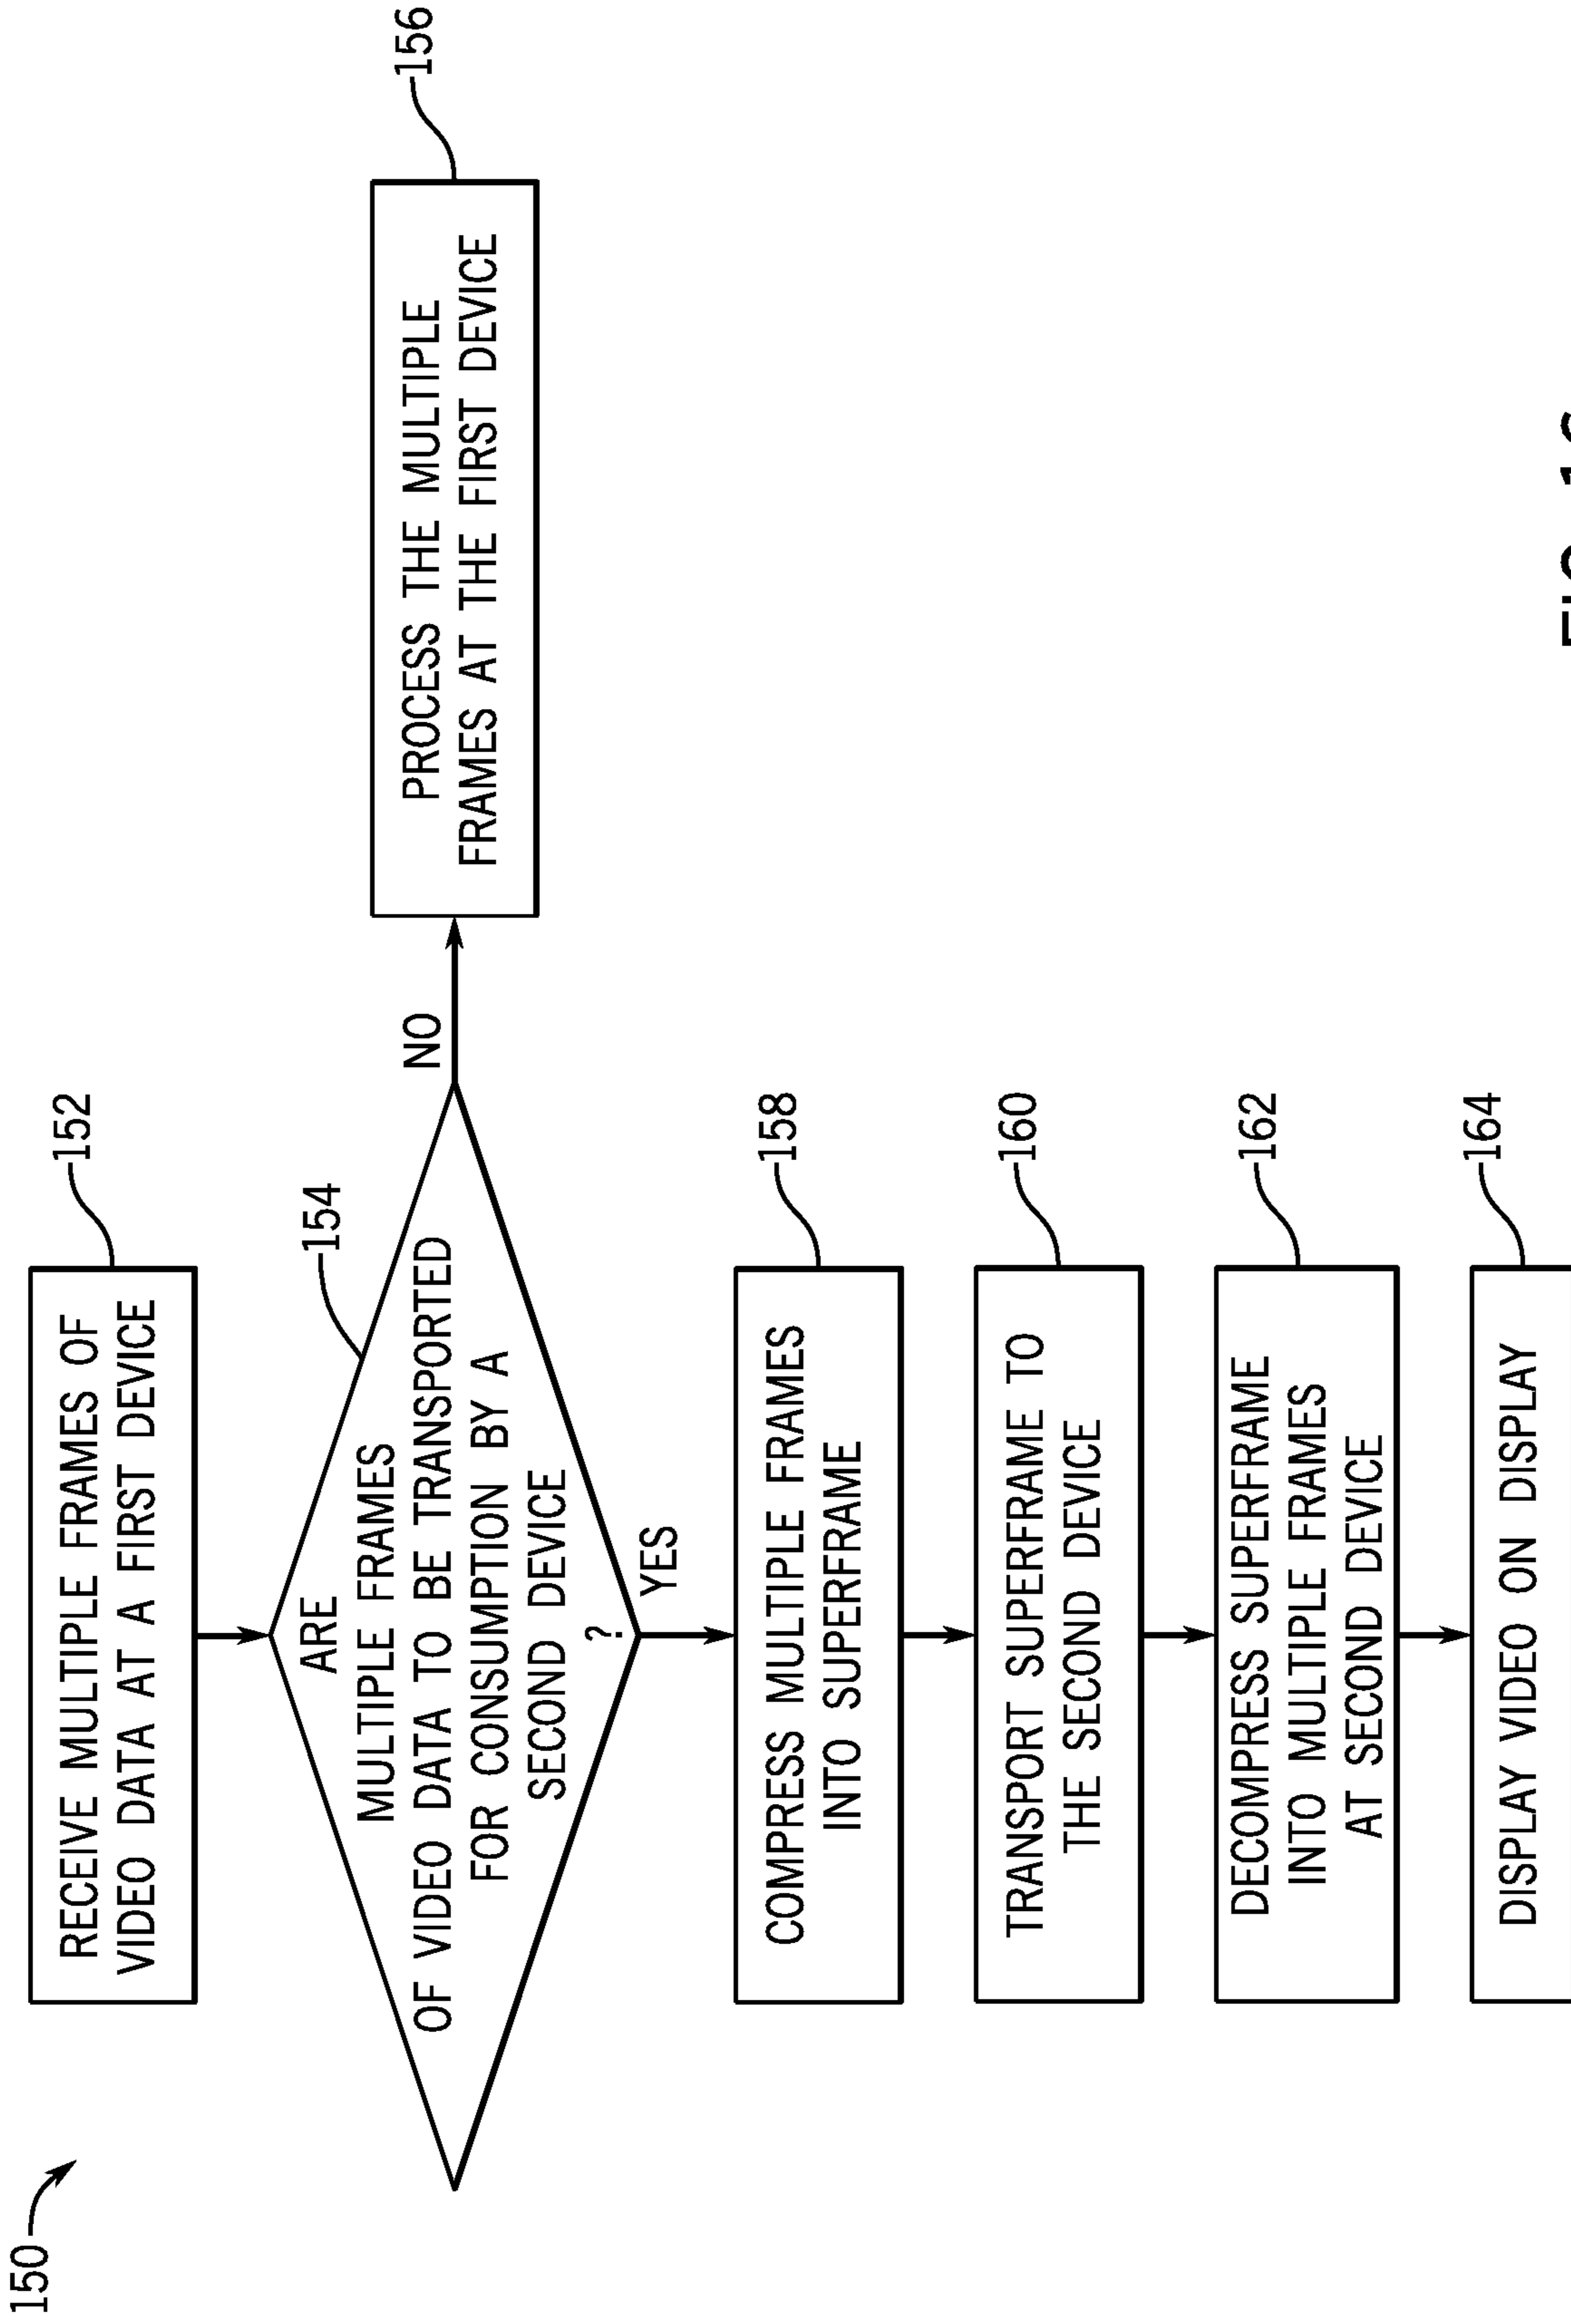 150
152
RECEIVE MULTIPLE FRAMES OF
VIDEO DATA AT A FIRST DEVICE
154
ARE
MULTIPLE FRAMES
OF VIDEO DATA TO BE TRANSPORTED
FOR CONSUMPTION BY A
SECOND DEVICE
?
NO
156
PROCESS THE MULTIPLE
FRAMES AT THE FIRST DEVICE
YES
158
COMPRESS MULTIPLE FRAMES
INTO SUPERFRAME
160
TRANSPORT SUPERFRAME TO
THE SECOND DEVICE
162
DECOMPRESS SUPERFRAME
INTO MULTIPLE FRAMES
AT SECOND DEVICE
164
DISPLAY VIDEO ON DISPLAY